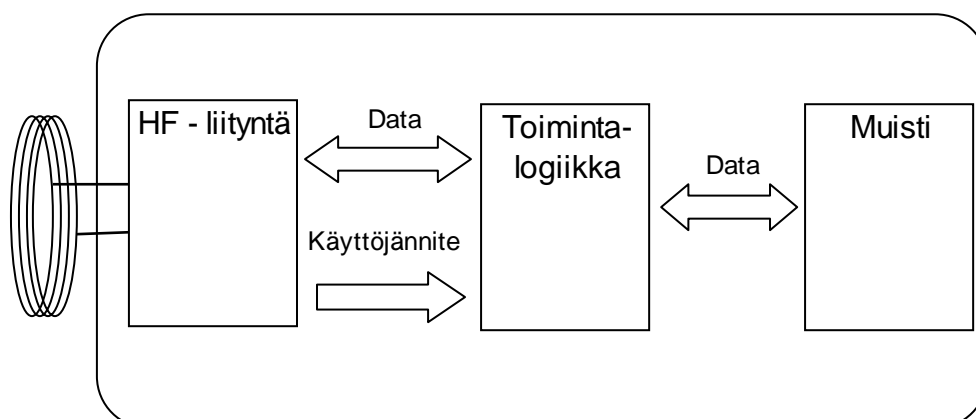 HF - liityntä
Data
Käyttöjännite
Toiminta-
logiikka
Data
Muisti